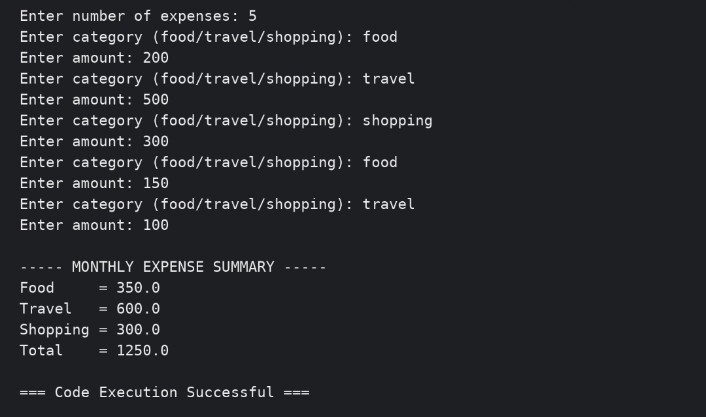 Enter number of expenses: 5
Enter category (food/travel/shopping): food
Enter amount: 200
Enter category (food/travel/shopping): travel
Enter amount: 500
Enter category (food/travel/shopping): shopping
Enter amount: 300
Enter category (food/travel/shopping): food
Enter amount: 150
Enter category (food/travel/shopping): travel
Enter amount: 100

----- MONTHLY EXPENSE SUMMARY -----
Food     = 350.0
Travel   = 600.0
Shopping = 300.0
Total    = 1250.0

=== Code Execution Successful ===